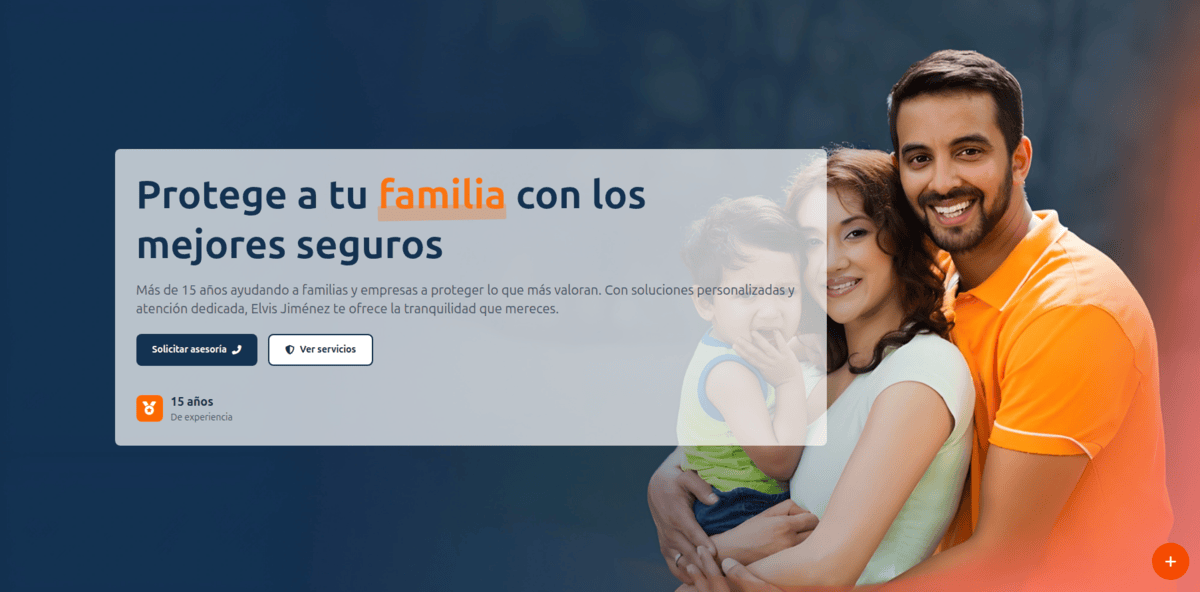 Protege a tu familia con los
mejores seguros
Más de 15 años ayudando a familias y empresas a proteger lo que más valoran. Con soluciones personalizadas y
atención dedicada, Elvis Jiménez te ofrece la tranquilidad que mereces.
Solicitar asesoría
Ver servicios
15 años
De experiencia
+